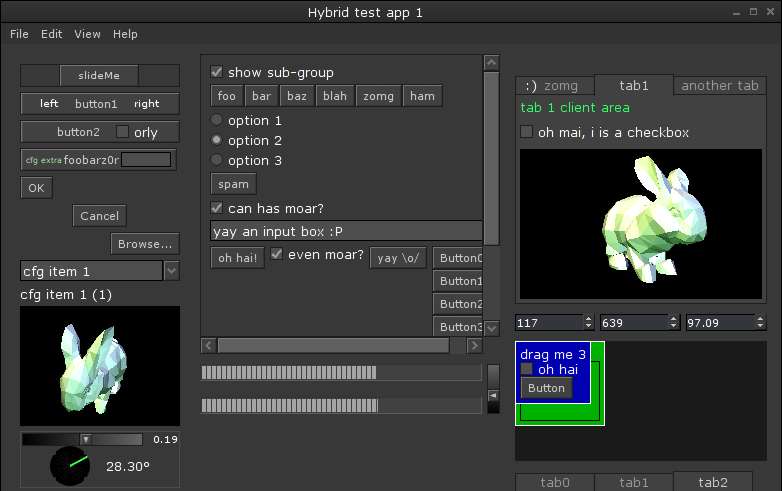 Hybrid test app 1
File Edit View Help
slideMe
left button1 right
button2 orly
cfg extra foobarz0r
OK
Cancel
Browse...
cfg item 1
cfg item 1 (1)
0.19
28.30°
show sub-group
foo bar baz blah zomg ham
option 1
option 2
option 3
spam
can has moar?
yay an input box :P
oh hai! even moar? yay \o/ Button0
Button1
Button2
Button3
:) zomg tab1 another tab
tab 1 client area
oh mai, i is a checkbox
117 639 97.09
drag me 3
oh hai
Button
tab0 tab1 tab2